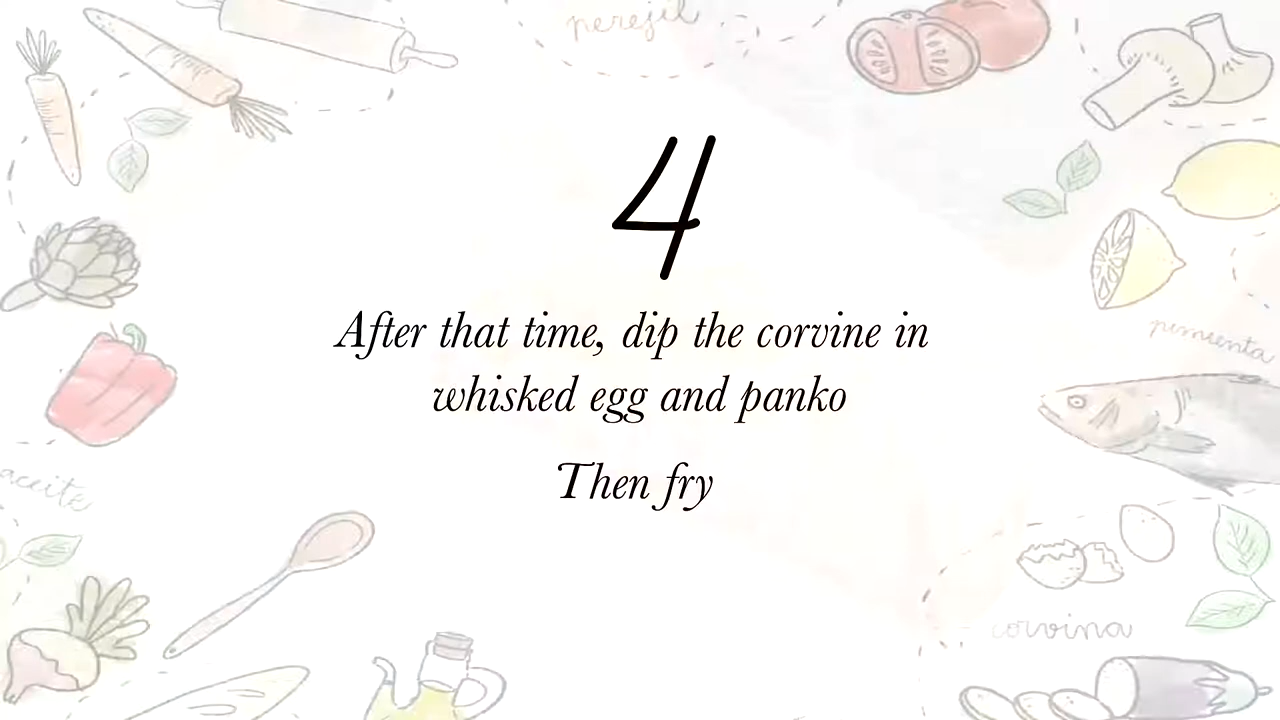 perejil
4
After that time, dip the corvine in
whisked egg and panko
Then fry
pimienta
aceite
corvina